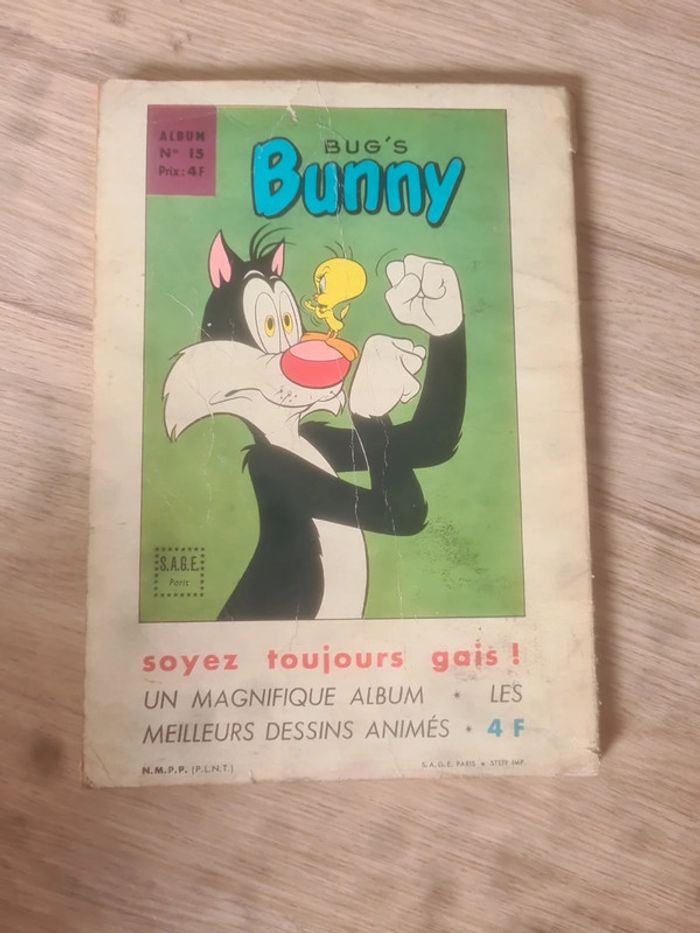 ALBUM
N° 15
Prix : 4 F
BUG'S
Bunny
S.A.G.E.
Paris
soyez toujours gais !
UN MAGNIFIQUE ALBUM * LES
MEILLEURS DESSINS ANIMÉS * 4 F
N.M.P.P. (P.L.N.T.)
S.A.G.E. PARIS * STEFF IMP.